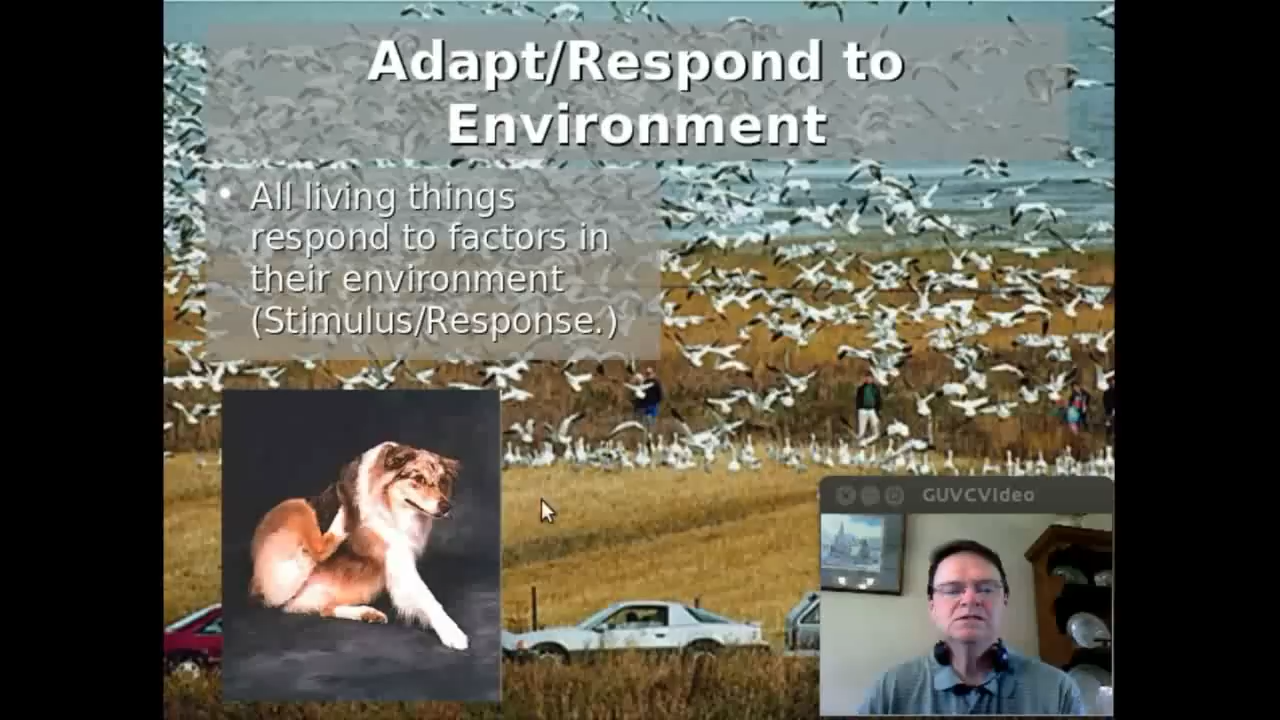 Adapt/Respond to
Environment
• All living things
respond to factors in
their environment
(Stimulus/Response.)
GUVCVideo